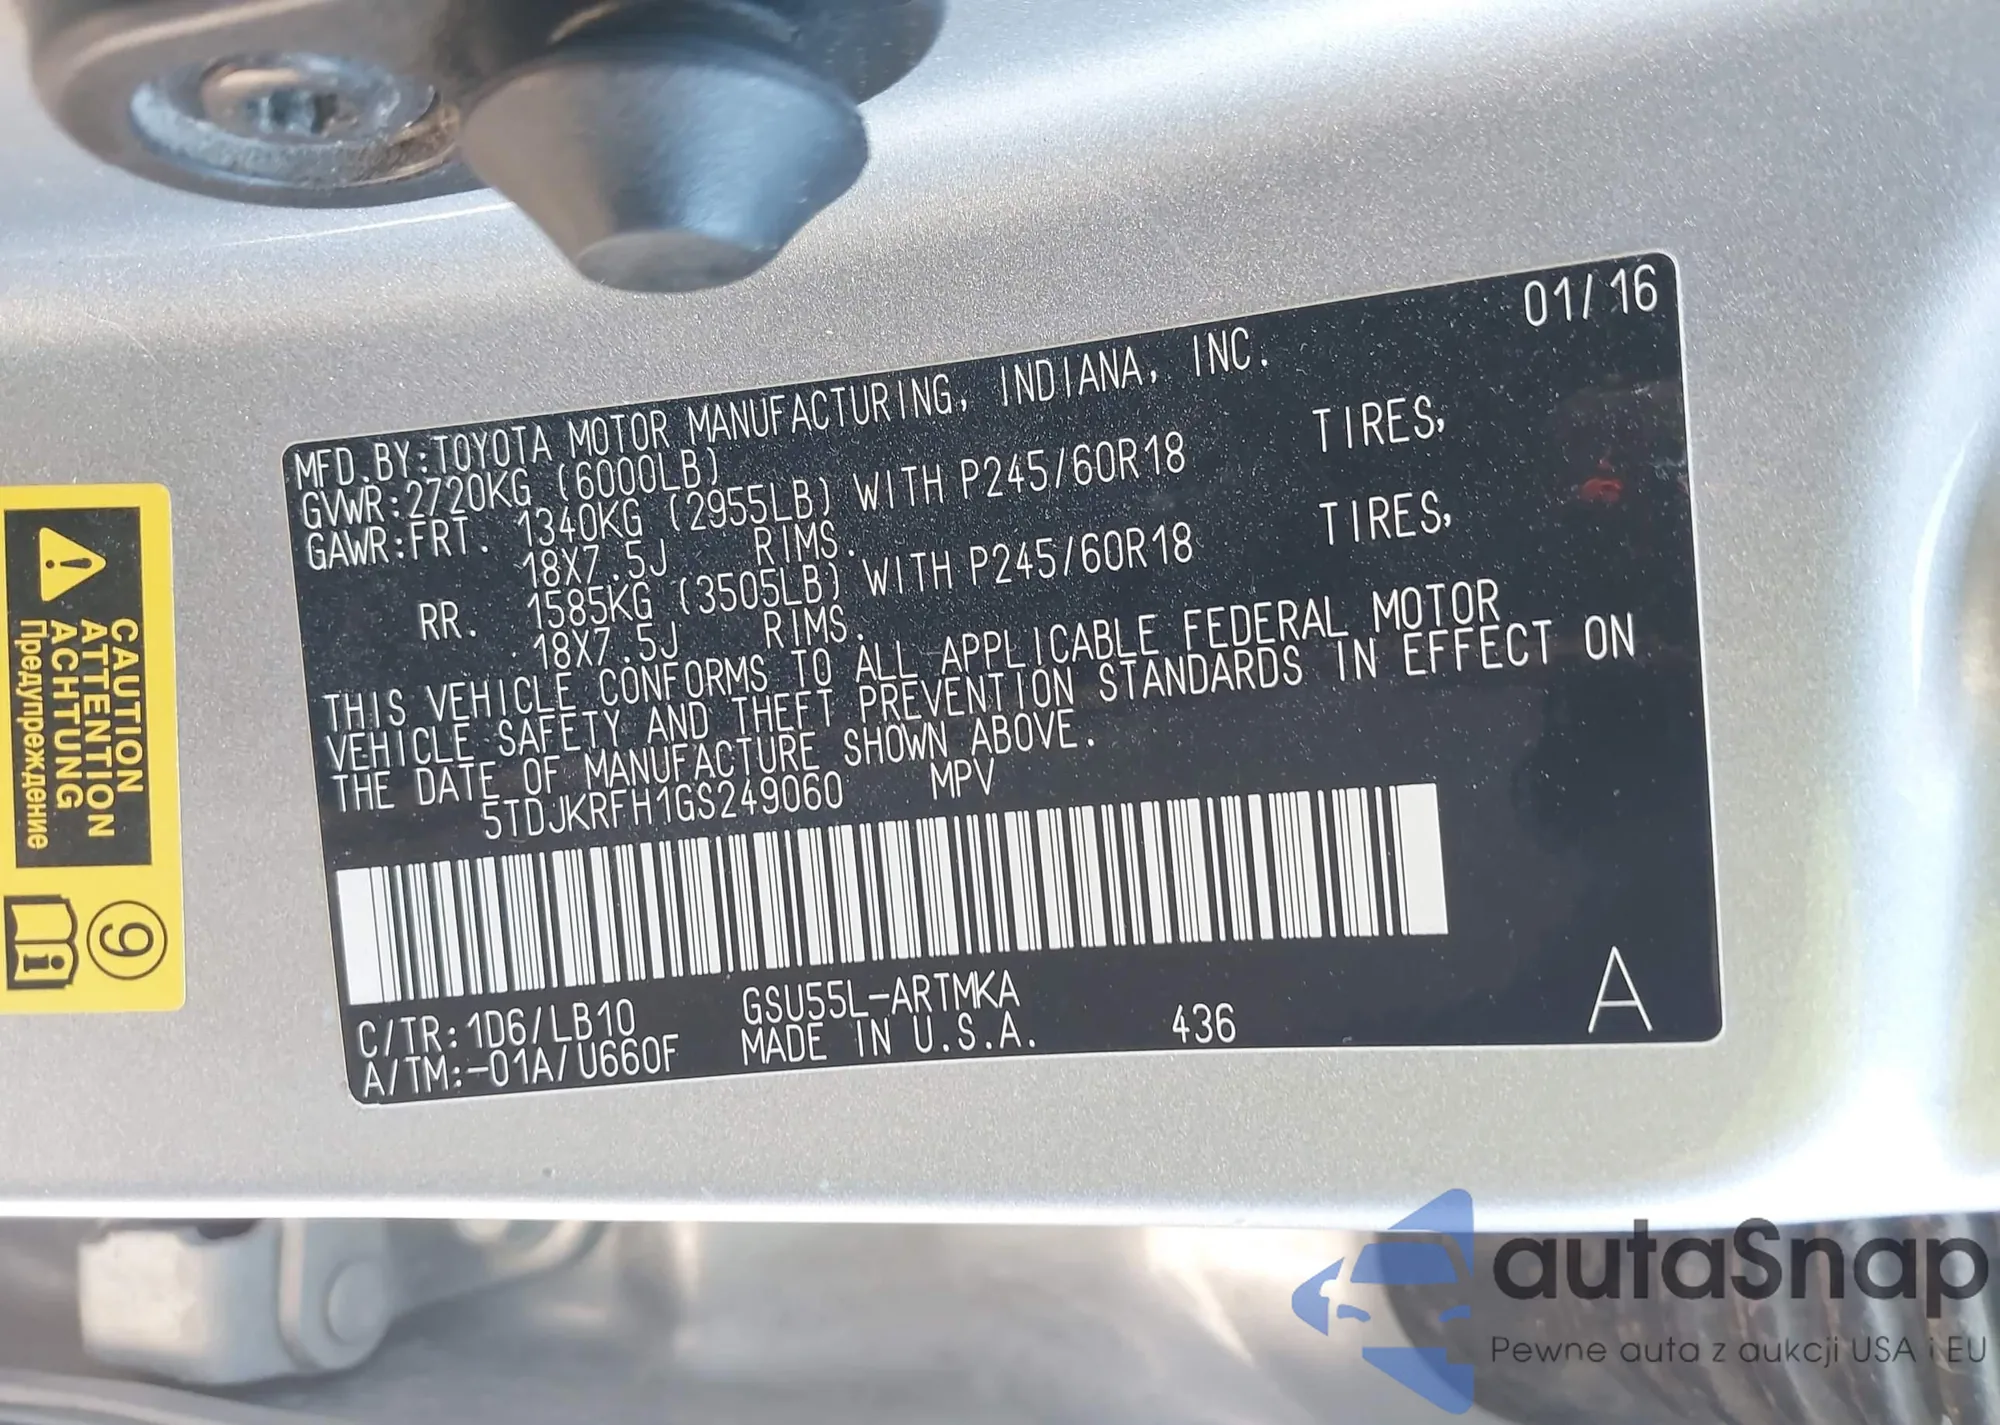 01/16
MFD.BY:TOYOTA MOTOR MANUFACTURING, INDIANA, INC.
GVWR:2720KG (6000LB)
GAWR:FRT. 1340KG (2955LB) WITH P245/60R18 TIRES,
18X7.5J RIMS.
RR. 1585KG (3505LB) WITH P245/60R18 TIRES,
18X7.5J RIMS.
THIS VEHICLE CONFORMS TO ALL APPLICABLE FEDERAL MOTOR
VEHICLE SAFETY AND THEFT PREVENTION STANDARDS IN EFFECT ON
THE DATE OF MANUFACTURE SHOWN ABOVE.
5TDJKRFH1GS249060 MPV
C/TR:1D6/LB10 GSU55L-ARTMKA
A/TM:-01A/U660F MADE IN U.S.A. 436 A
CAUTION
ATTENTION
ACHTUNG
Предупреждение
9
autaSnap
Pewne auta z aukcji USA i EU